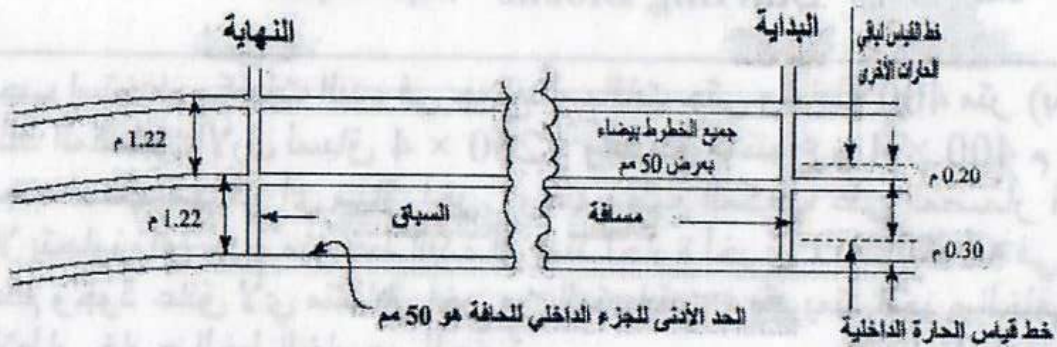 خط القياس لباقي
الحارات الأخرى
البداية
النهاية
جميع الخطوط بيضاء
بعرض 50 مم
1.22 م
0.20 م
مسافة
السباق
1.22 م
0.30 م
الحد الأدنى للجزء الداخلي للحافة هو 50 مم
خط قياس الحارة الداخلية